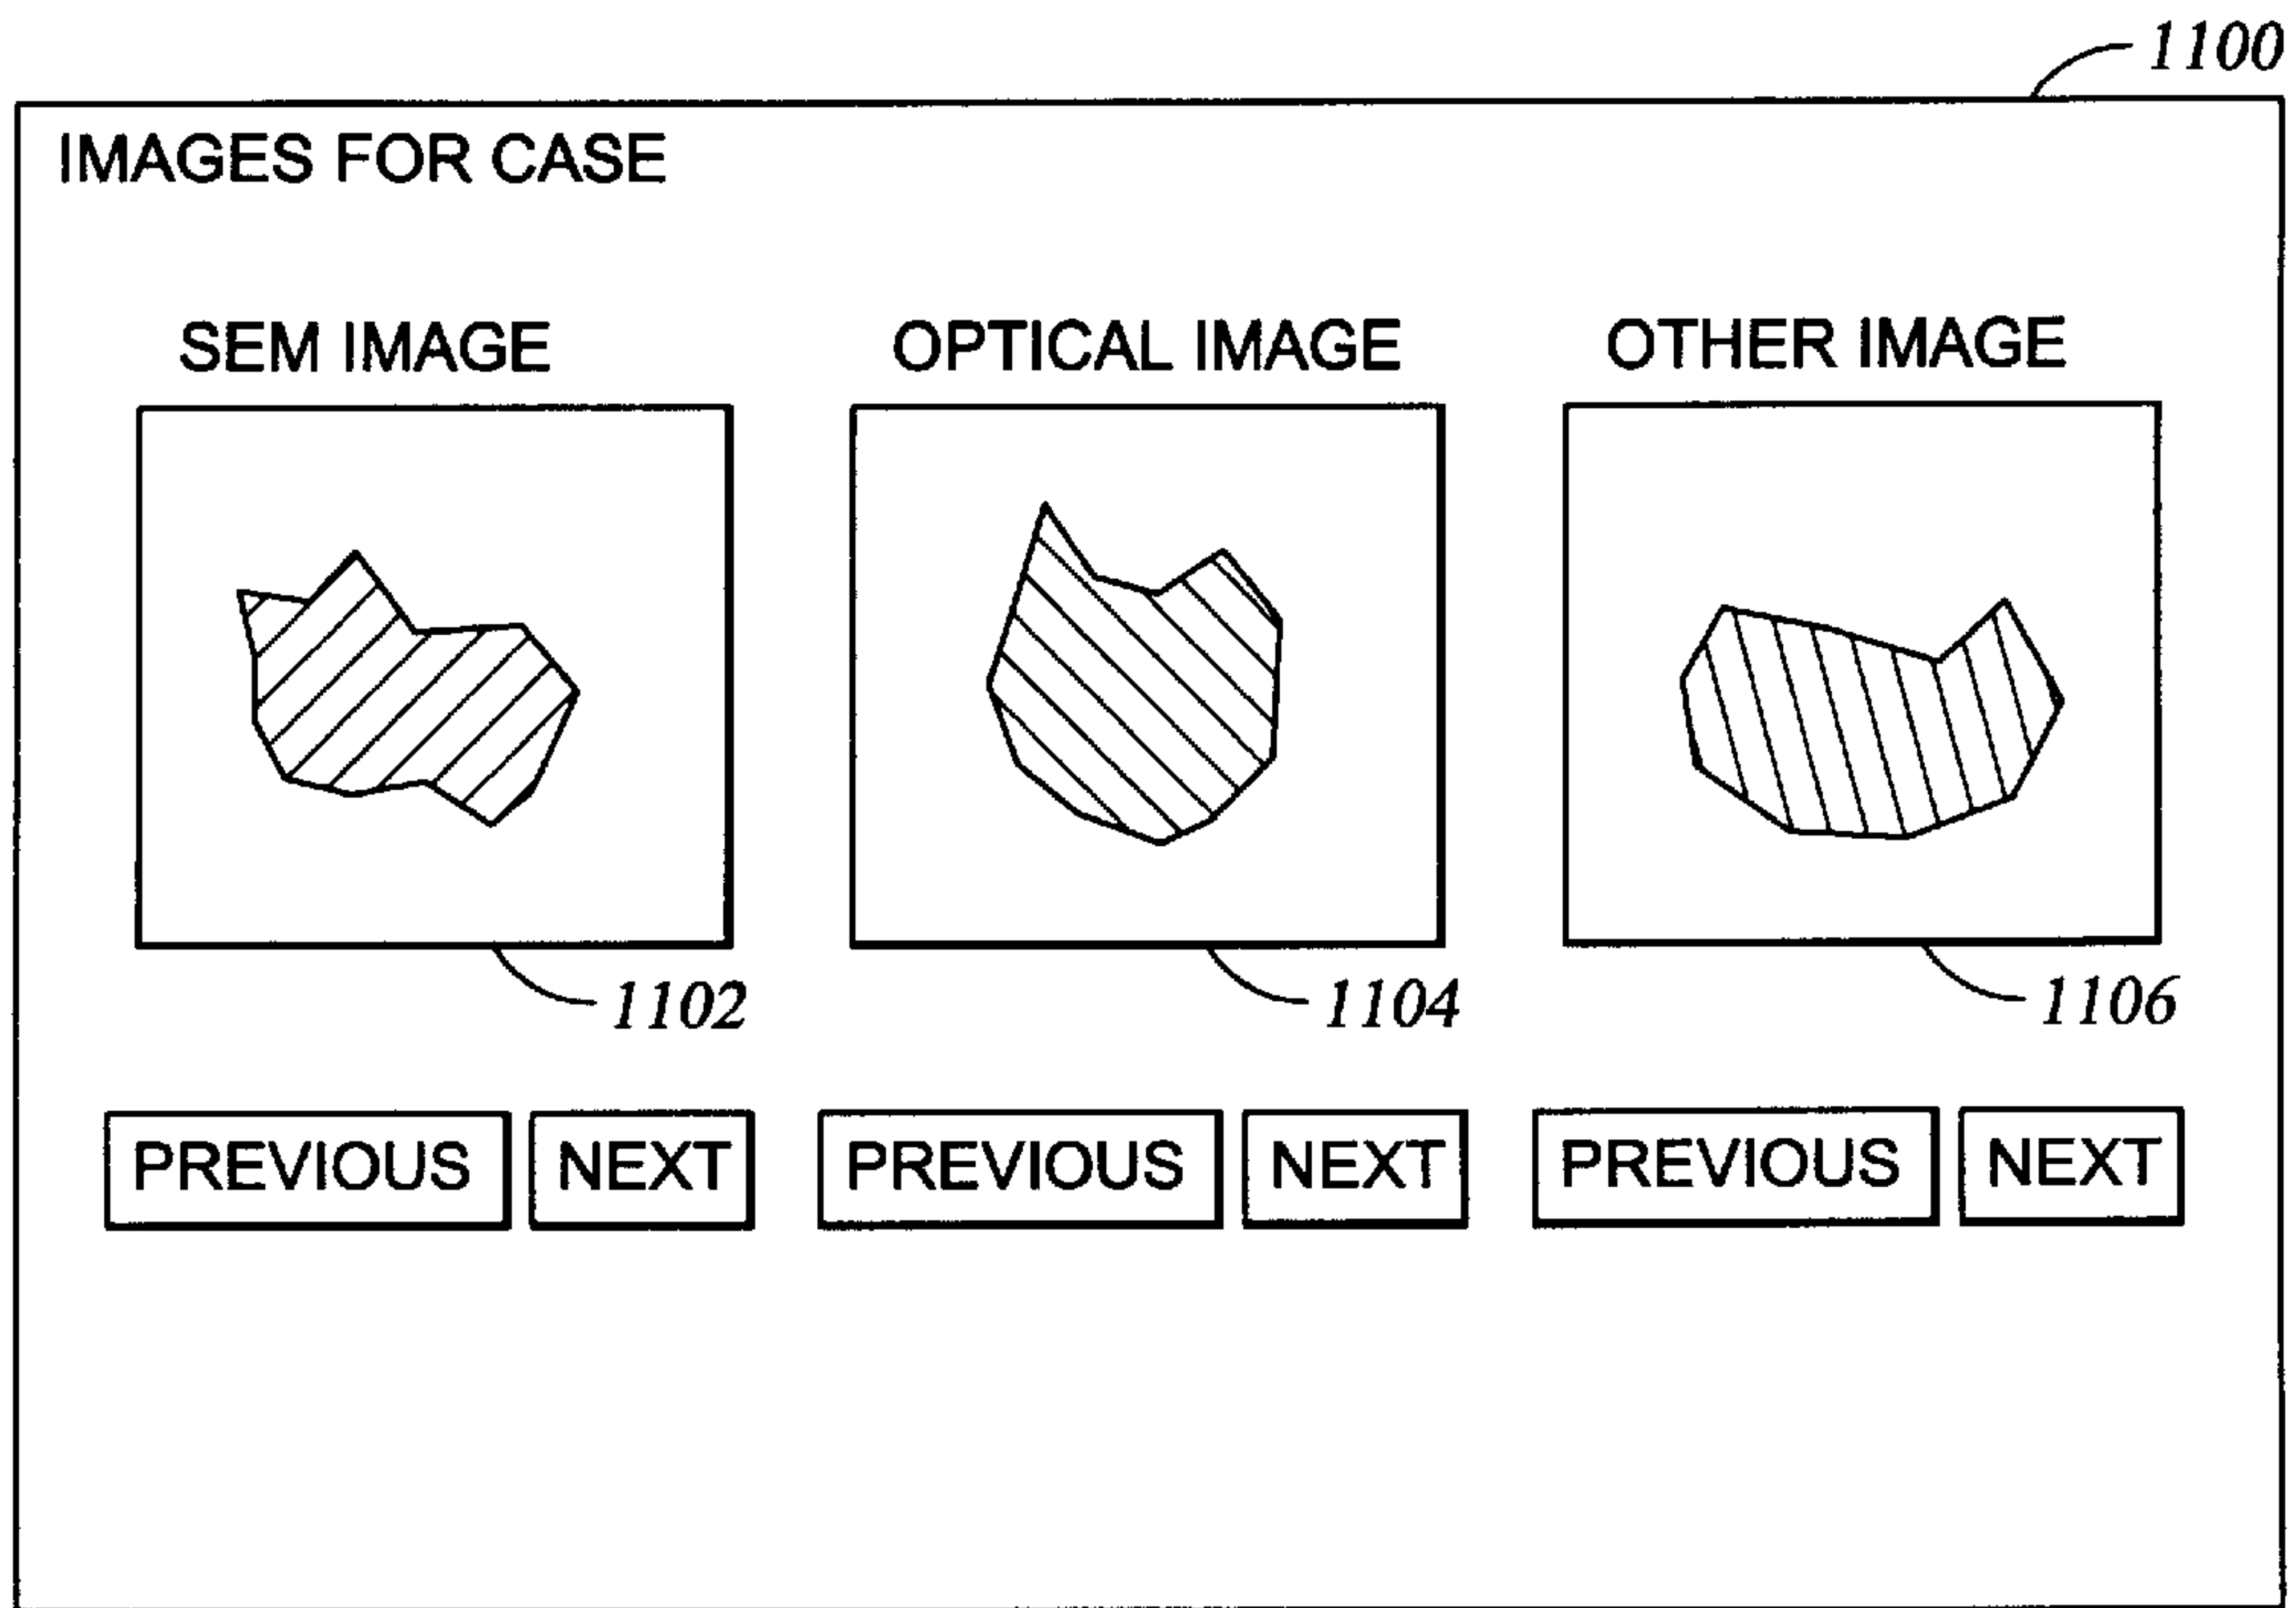 1100
IMAGES FOR CASE
SEM IMAGE OPTICAL IMAGE OTHER IMAGE
1102 1104 1106
PREVIOUS NEXT PREVIOUS NEXT PREVIOUS NEXT